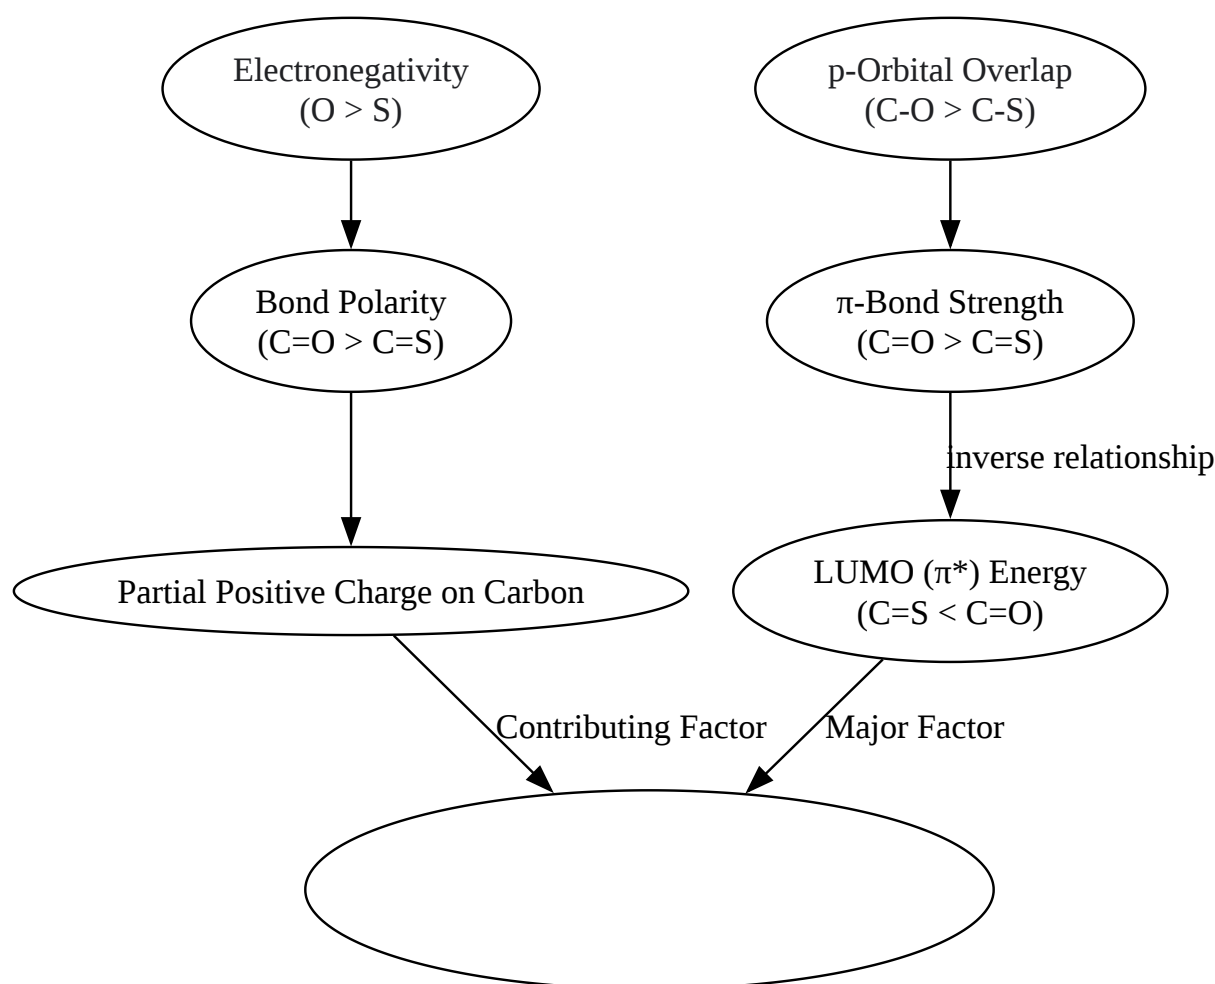 Electronegativity
(O > S)
p-Orbital Overlap
(C-O > C-S)
Bond Polarity
(C=O > C=S)
π-Bond Strength
(C=O > C=S)
inverse relationship
Partial Positive Charge on Carbon
LUMO (π*) Energy
(C=S < C=O)
Contributing Factor
Major Factor